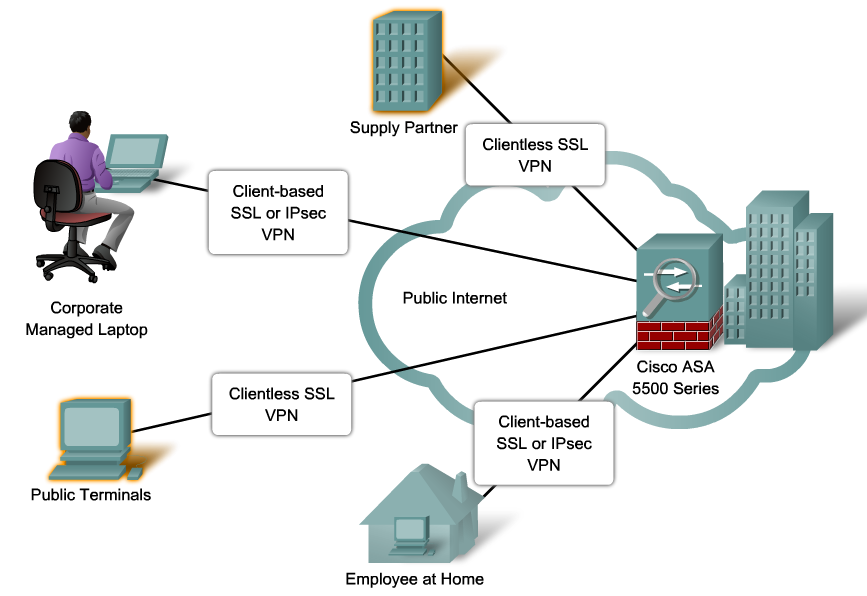 Supply Partner
Clientless SSL
VPN
Client-based
SSL or IPsec
VPN
Corporate
Managed Laptop
Public Internet
Cisco ASA
5500 Series
Clientless SSL
VPN
Public Terminals
Client-based
SSL or IPsec
VPN
Employee at Home